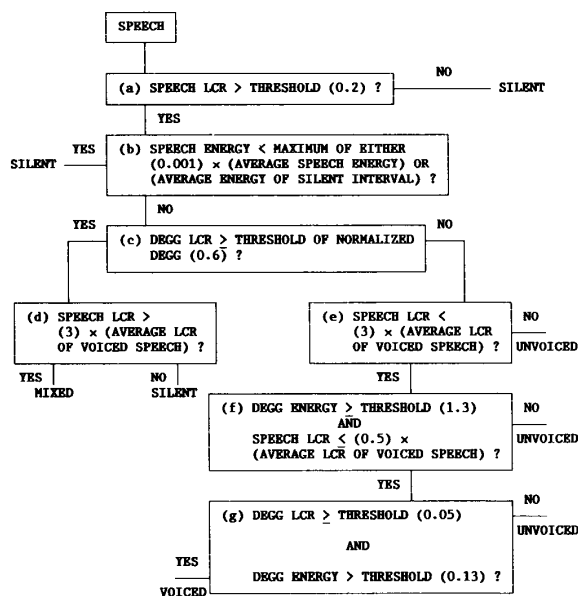 SPEECH
(a) SPEECH LCR > THRESHOLD (0.2) ?
NO
SILENT
YES
(b) SPEECH ENERGY < MAXIMUM OF EITHER
(0.001) × (AVERAGE SPEECH ENERGY) OR
(AVERAGE ENERGY OF SILENT INTERVAL) ?
YES
SILENT
NO
(c) DEGG LCR ≥ THRESHOLD OF NORMALIZED
DEGG (0.6) ?
YES
NO
(d) SPEECH LCR >
(3) × (AVERAGE LCR
OF VOICED SPEECH) ?
YES
MIXED
NO
SILENT
(e) SPEECH LCR <
(3) × (AVERAGE LCR
OF VOICED SPEECH) ?
NO
UNVOICED
YES
(f) DEGG ENERGY ≥ THRESHOLD (1.3)
AND
SPEECH LCR ≤ (0.5) ×
(AVERAGE LCR OF VOICED SPEECH) ?
NO
UNVOICED
YES
(g) DEGG LCR ≥ THRESHOLD (0.05)
AND
DEGG ENERGY > THRESHOLD (0.13) ?
NO
UNVOICED
YES
VOICED